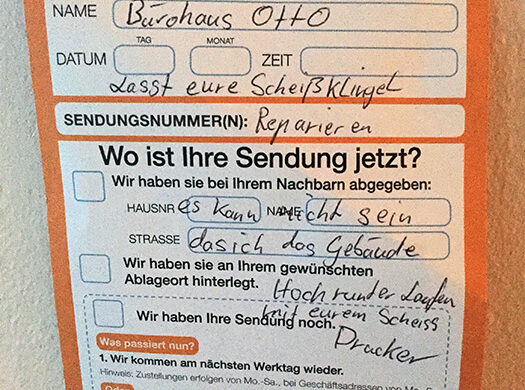 NAME Bürohaus Otto
TAG MONAT
DATUM ZEIT
Lasst eure Scheißklingel
SENDUNGSNUMMER(N): Reparieren
Wo ist Ihre Sendung jetzt?
Wir haben sie bei Ihrem Nachbarn abgegeben:
HAUSNR es kann NAME nicht sein
STRASSE dasich das Gebäude
Wir haben sie an Ihrem gewünschten
Ablageort hinterlegt. Hoch runter Laufen
mit eurem Scheiss
Wir haben Ihre Sendung noch. Drucker
Was passiert nun?
1. Wir kommen am nächsten Werktag wieder.
Hinweis: Zustellungen erfolgen von Mo.-Sa., bei Geschäftsadressen von Mo.-